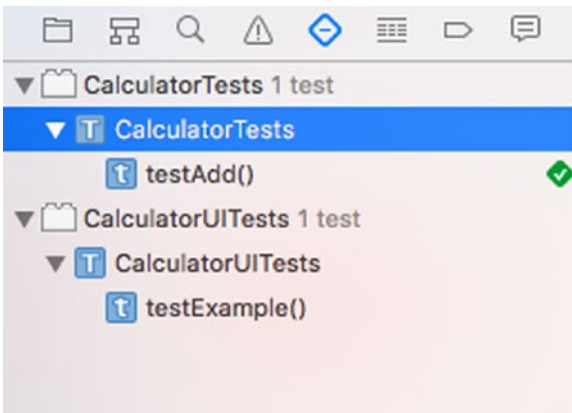 CalculatorTests 1 test
T CalculatorTests
t testAdd()
CalculatorUITests 1 test
T CalculatorUITests
t testExample()